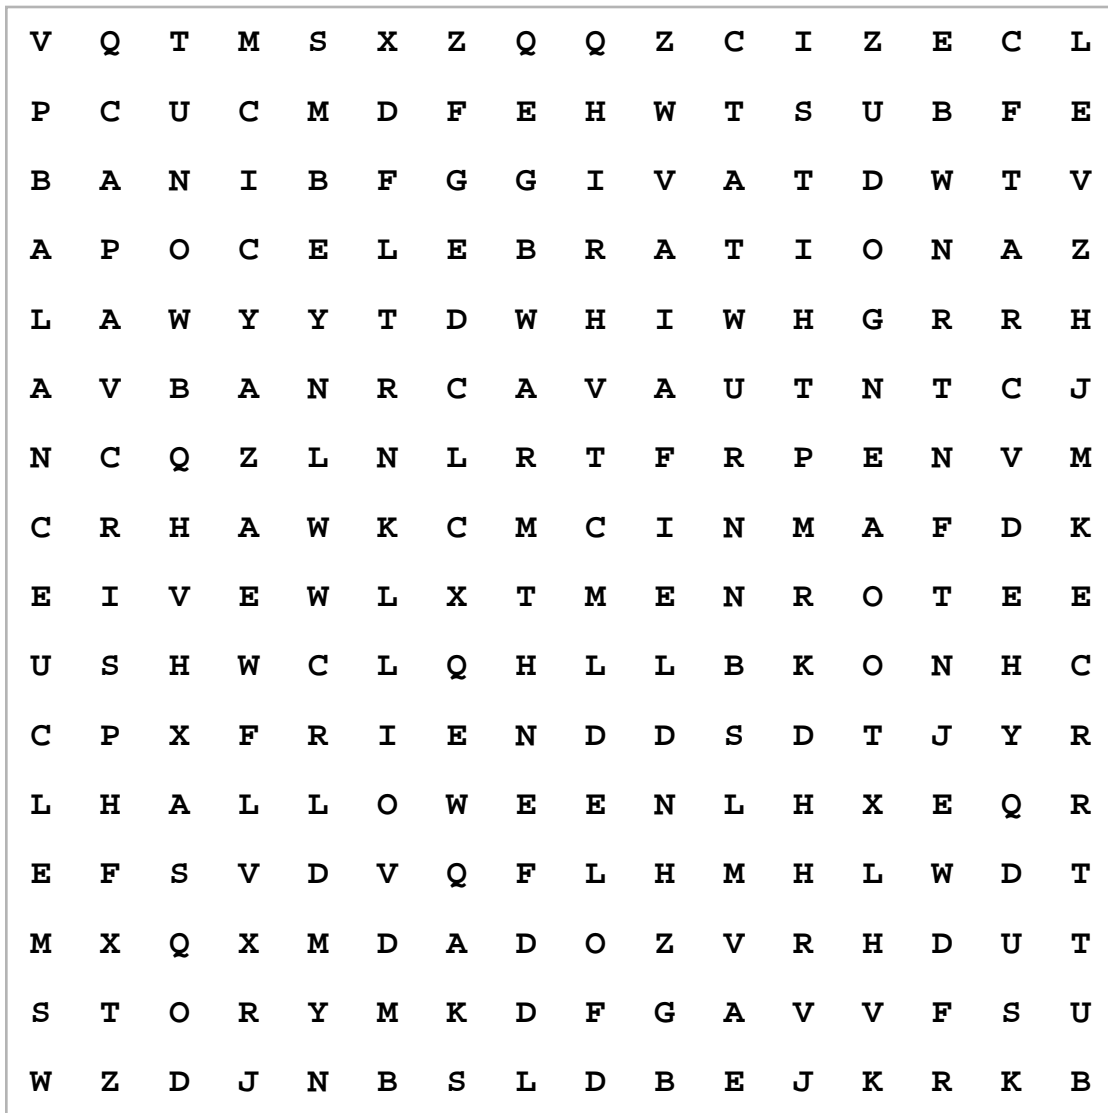 V Q T M S X Z Q Q Z C I Z E C L
P C U C M D F E H W T S U B F E
B A N I B F G G I V A T D W T V
A P O C E L E B R A T I O N A Z
L A W Y Y T D W H I W H G R R H
A V B A N R C A V A U T N T C J
N C Q Z L N L R T F R P E N V M
C R H A W K C M C I N M A F D K
E I V E W L X T M E N R O T E E
U S H W C L Q H L L B K O N H C
C P X F R I E N D D S D T J Y R
L H A L L O W E E N L H X E Q R
E F S V D V Q F L H M H L W D T
M X Q X M D A D O Z V R H D U T
S T O R Y M K D F G A V V F S U
W Z D J N B S L D B E J K R K B